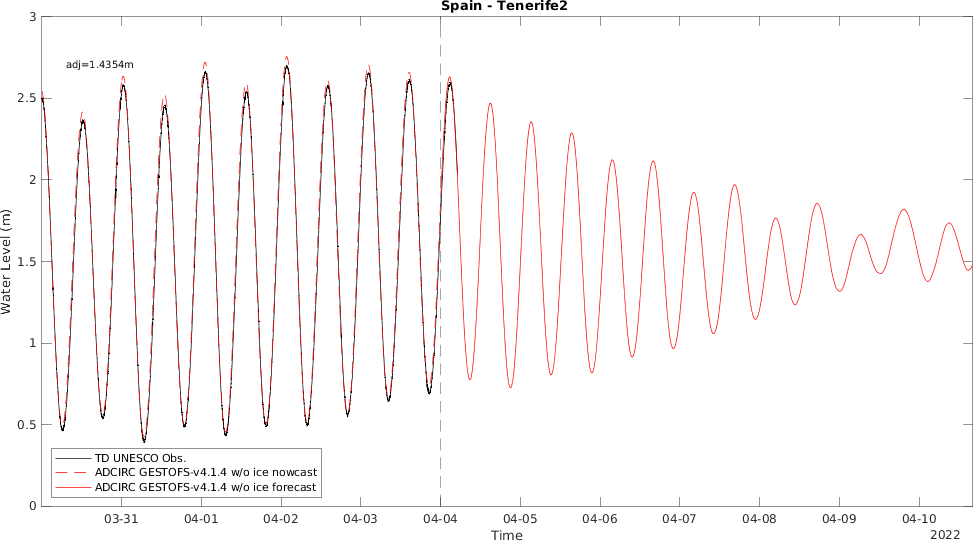 Spain - Tenerife2
3
adj=1.4354m
2.5
2
1.5
1
0.5
0
Water Level (m)
TD UNESCO Obs.
ADCIRC GESTOFS-v4.1.4 w/o ice nowcast
ADCIRC GESTOFS-v4.1.4 w/o ice forecast
03-31 04-01 04-02 04-03 04-04 04-05 04-06 04-07 04-08 04-09 04-10
Time
2022